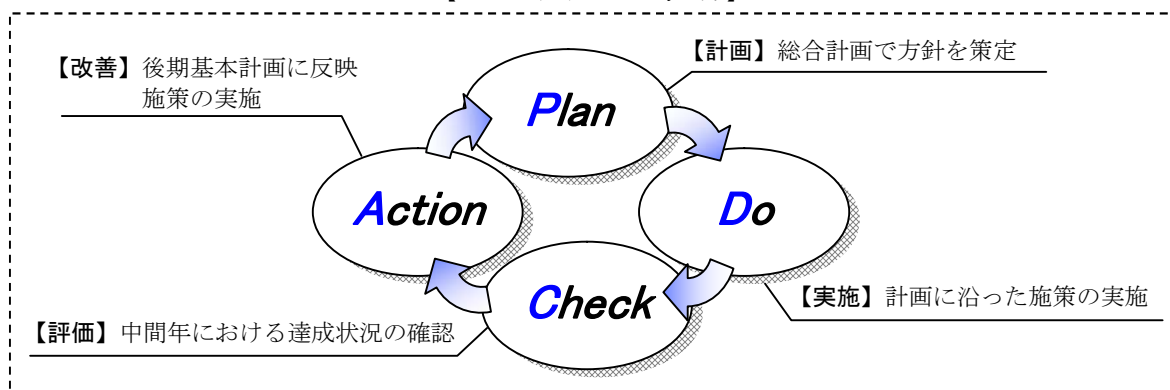 【計画】総合計画で方針を策定
【改善】後期基本計画に反映
施策の実施
Plan
Action
Do
Check
【実施】計画に沿った施策の実施
【評価】中間年における達成状況の確認